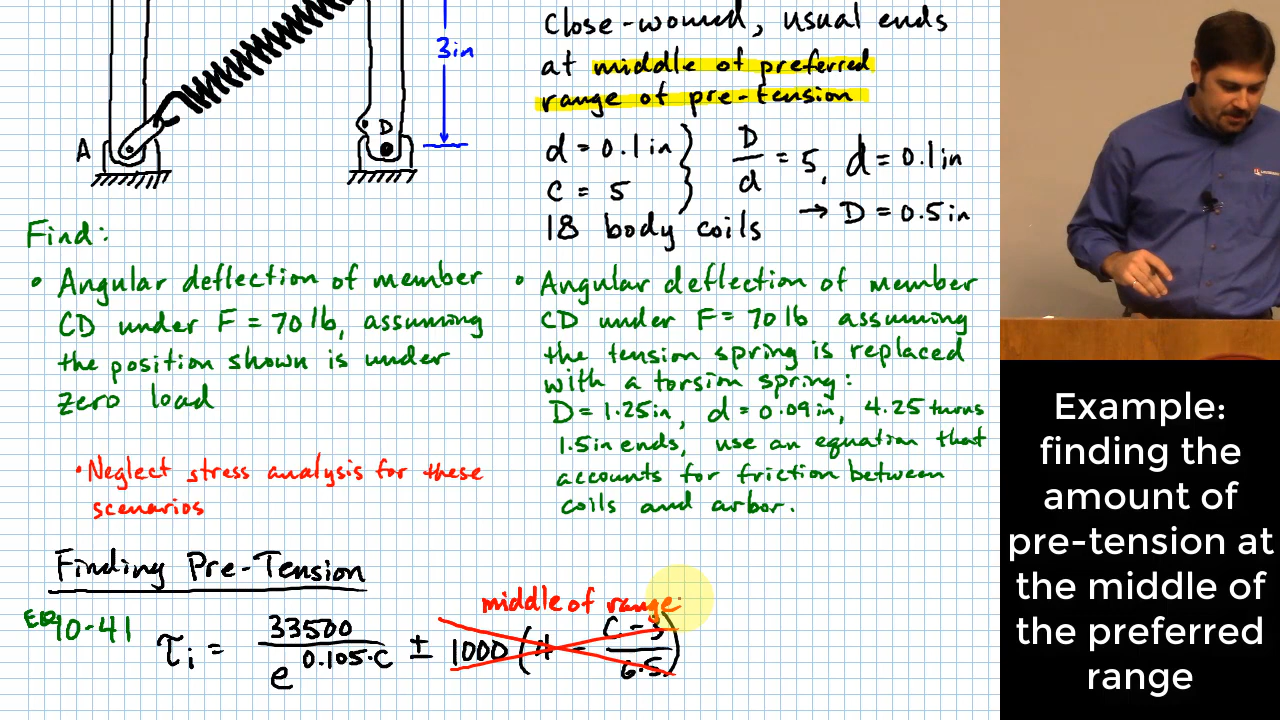 3in
A
D
close-wound, usual ends
at middle of preferred
range of pre-tension
d = 0.1 in
C = 5
18 body coils
D/d = 5, d = 0.1 in
→ D = 0.5 in
Find:
• Angular deflection of member
CD under F = 70 lb, assuming
the position shown is under
zero load
• Neglect stress analysis for these
scenarios
• Angular deflection of member
CD under F = 70 lb assuming
the tension spring is replaced
with a torsion spring:
D = 1.25in, d = 0.09in, 4.25 turns
1.5in ends, use an equation that
accounts for friction between
coils and arbor.
Finding Pre-Tension
EQ 10-41
τi = 33500 / e^0.105·C ± 1000 (4 - C-3 / 6.5)
middle of range:
Example:
finding the
amount of
pre-tension at
the middle of
the preferred
range